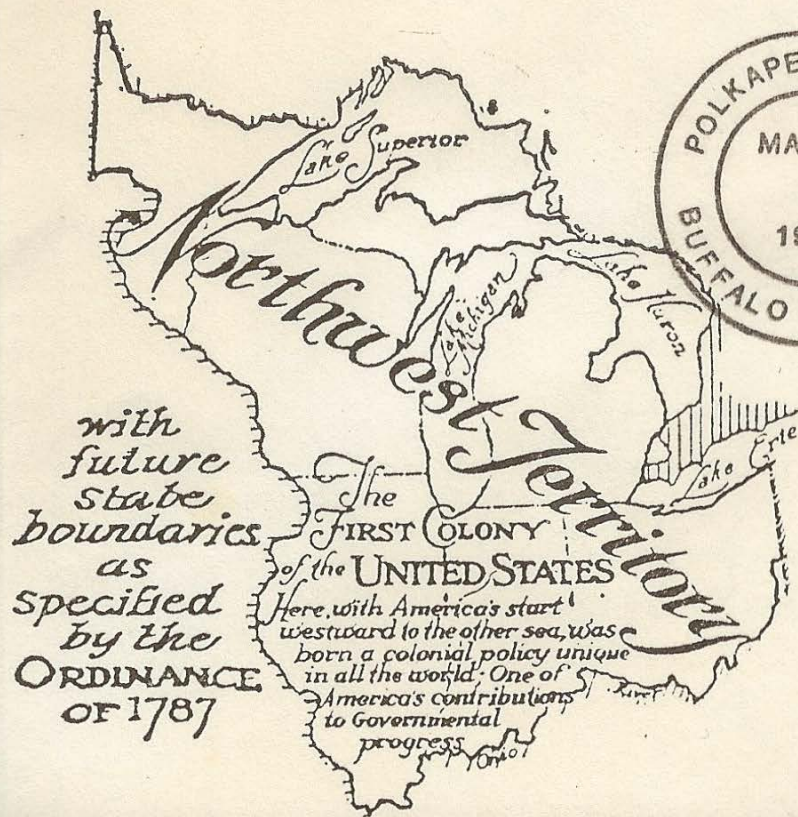 Lake Superior
Northwest Territory
Lake Michigan
Lake Huron
Lake Erie
with
future
state
boundaries
as
specified
by the
ORDINANCE
OF 1787
The
FIRST COLONY
of the UNITED STATES
Here, with America's start
westward to the other sea, was
born a colonial policy unique
in all the world; One of
America's contributions
to Governmental
progress
Ohio
POLKAPE
MA
19
BUFFALO